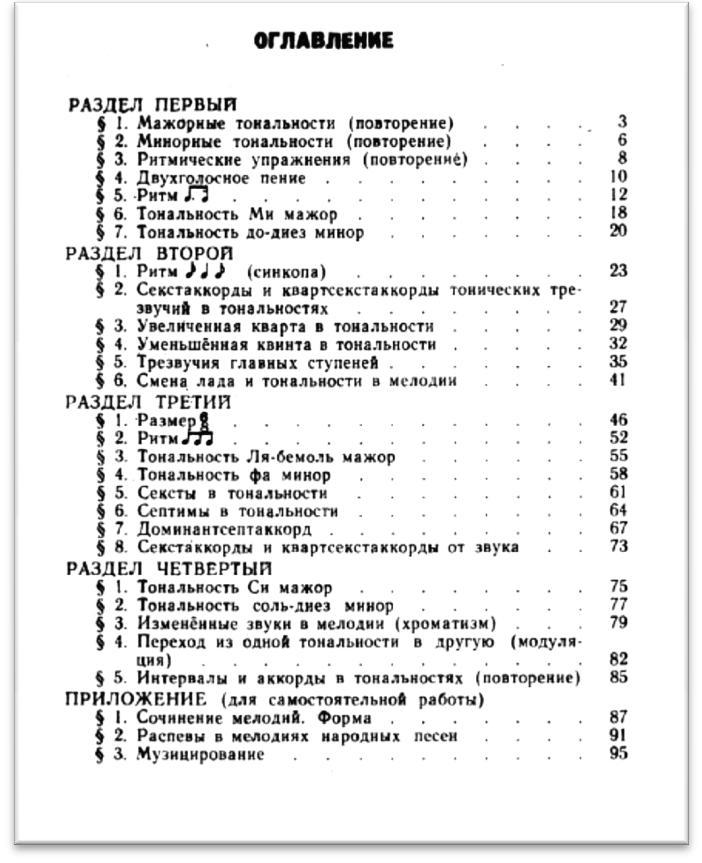 ОГЛАВЛЕНИЕ
РАЗДЕЛ ПЕРВЫЙ
§ 1. Мажорные тональности (повторение) . . . . 3
§ 2. Минорные тональности (повторение) . . . . 6
§ 3. Ритмические упражнения (повторение) . . . . 8
§ 4. Двухголосное пение . . . . . . . . . 10
§ 5. Ритм ♪. ♬ . . . . . . . . . . . . 12
§ 6. Тональность Ми мажор . . . . . . . . 18
§ 7. Тональность до-диез минор . . . . . . . 20
РАЗДЕЛ ВТОРОЙ
§ 1. Ритм ♪ ♩ ♪ (синкопа) . . . . . . . . 23
§ 2. Секстаккорды и квартсекстаккорды тонических тре-
звучий в тональностях . . . . . . . . 27
§ 3. Увеличенная кварта в тональности . . . . . 29
§ 4. Уменьшённая квинта в тональности . . . . . 32
§ 5. Трезвучия главных ступеней . . . . . . . 35
§ 6. Смена лада и тональности в мелодии . . . . 41
РАЗДЕЛ ТРЕТИЙ
§ 1. Размер . . . . . . . . . . . . 46
§ 2. Ритм . . . . . . . . . . . . 52
§ 3. Тональность Ля-бемоль мажор . . . . . . 55
§ 4. Тональность фа минор . . . . . . . . 58
§ 5. Сексты в тональности . . . . . . . . 61
§ 6. Септимы в тональности . . . . . . . . 64
§ 7. Доминантсептаккорд . . . . . . . . . 67
§ 8. Секстаккорды и квартсекстаккорды от звука . . 73
РАЗДЕЛ ЧЕТВЕРТЫЙ
§ 1. Тональность Си мажор . . . . . . . . 75
§ 2. Тональность соль-диез минор . . . . . . 77
§ 3. Изменённые звуки в мелодии (хроматизм) . . . 79
§ 4. Переход из одной тональности в другую (модуля-
ция) . . . . . . . . . . . . . 82
§ 5. Интервалы и аккорды в тональностях (повторение) 85
ПРИЛОЖЕНИЕ (для самостоятельной работы)
§ 1. Сочинение мелодий. Форма . . . . . . . 87
§ 2. Распевы в мелодиях народных песен . . . . 91
§ 3. Музицирование . . . . . . . . . . 95